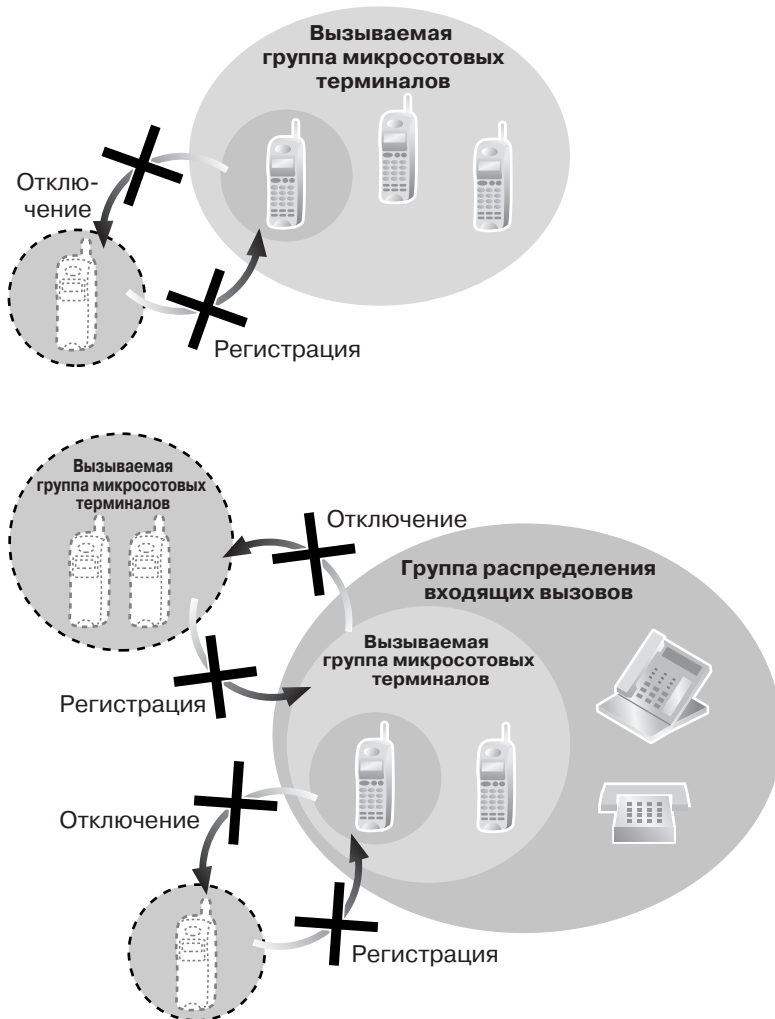 Вызываемая
группа микросотовых
терминалов
Отклю-
чение
Регистрация
Вызываемая
группа микросотовых
терминалов
Отключение
Группа распределения
входящих вызовов
Вызываемая
группа микросотовых
терминалов
Регистрация
Отключение
Регистрация